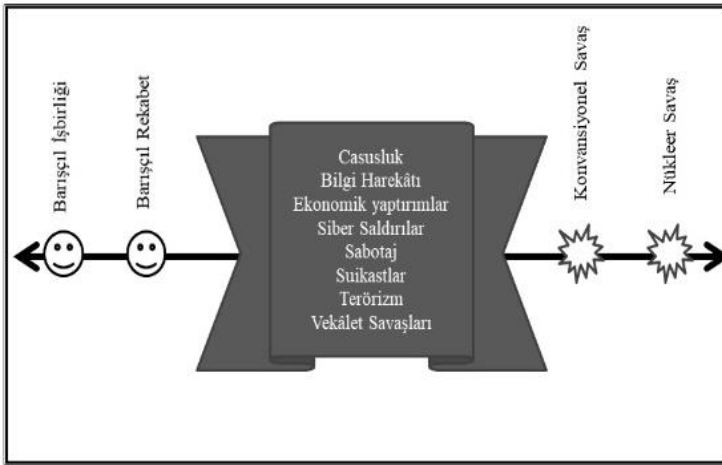 Barışçıl İşbirliği
Barışçıl Rekabet
Casusluk
Bilgi Harekâtı
Ekonomik yaptırımlar
Siber Saldırılar
Sabotaj
Suikastlar
Terörizm
Vekâlet Savaşları
Konvansiyonel Savaş
Nükleer Savaş